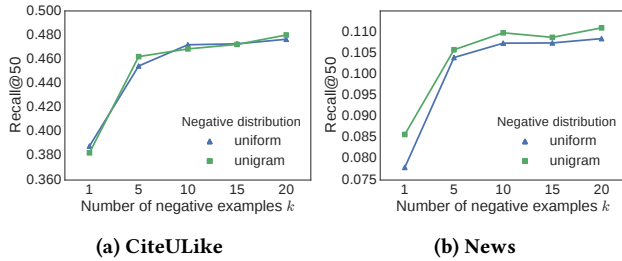 0.500
0.480
0.460
0.440
0.420
0.400
0.380
0.360
Recall@50
Negative distribution
uniform
unigram
1 5 10 15 20
Number of negative examples k
(a) CiteULike
0.110
0.105
0.100
0.095
0.090
0.085
0.080
0.075
Recall@50
Negative distribution
uniform
unigram
1 5 10 15 20
Number of negative examples k
(b) News